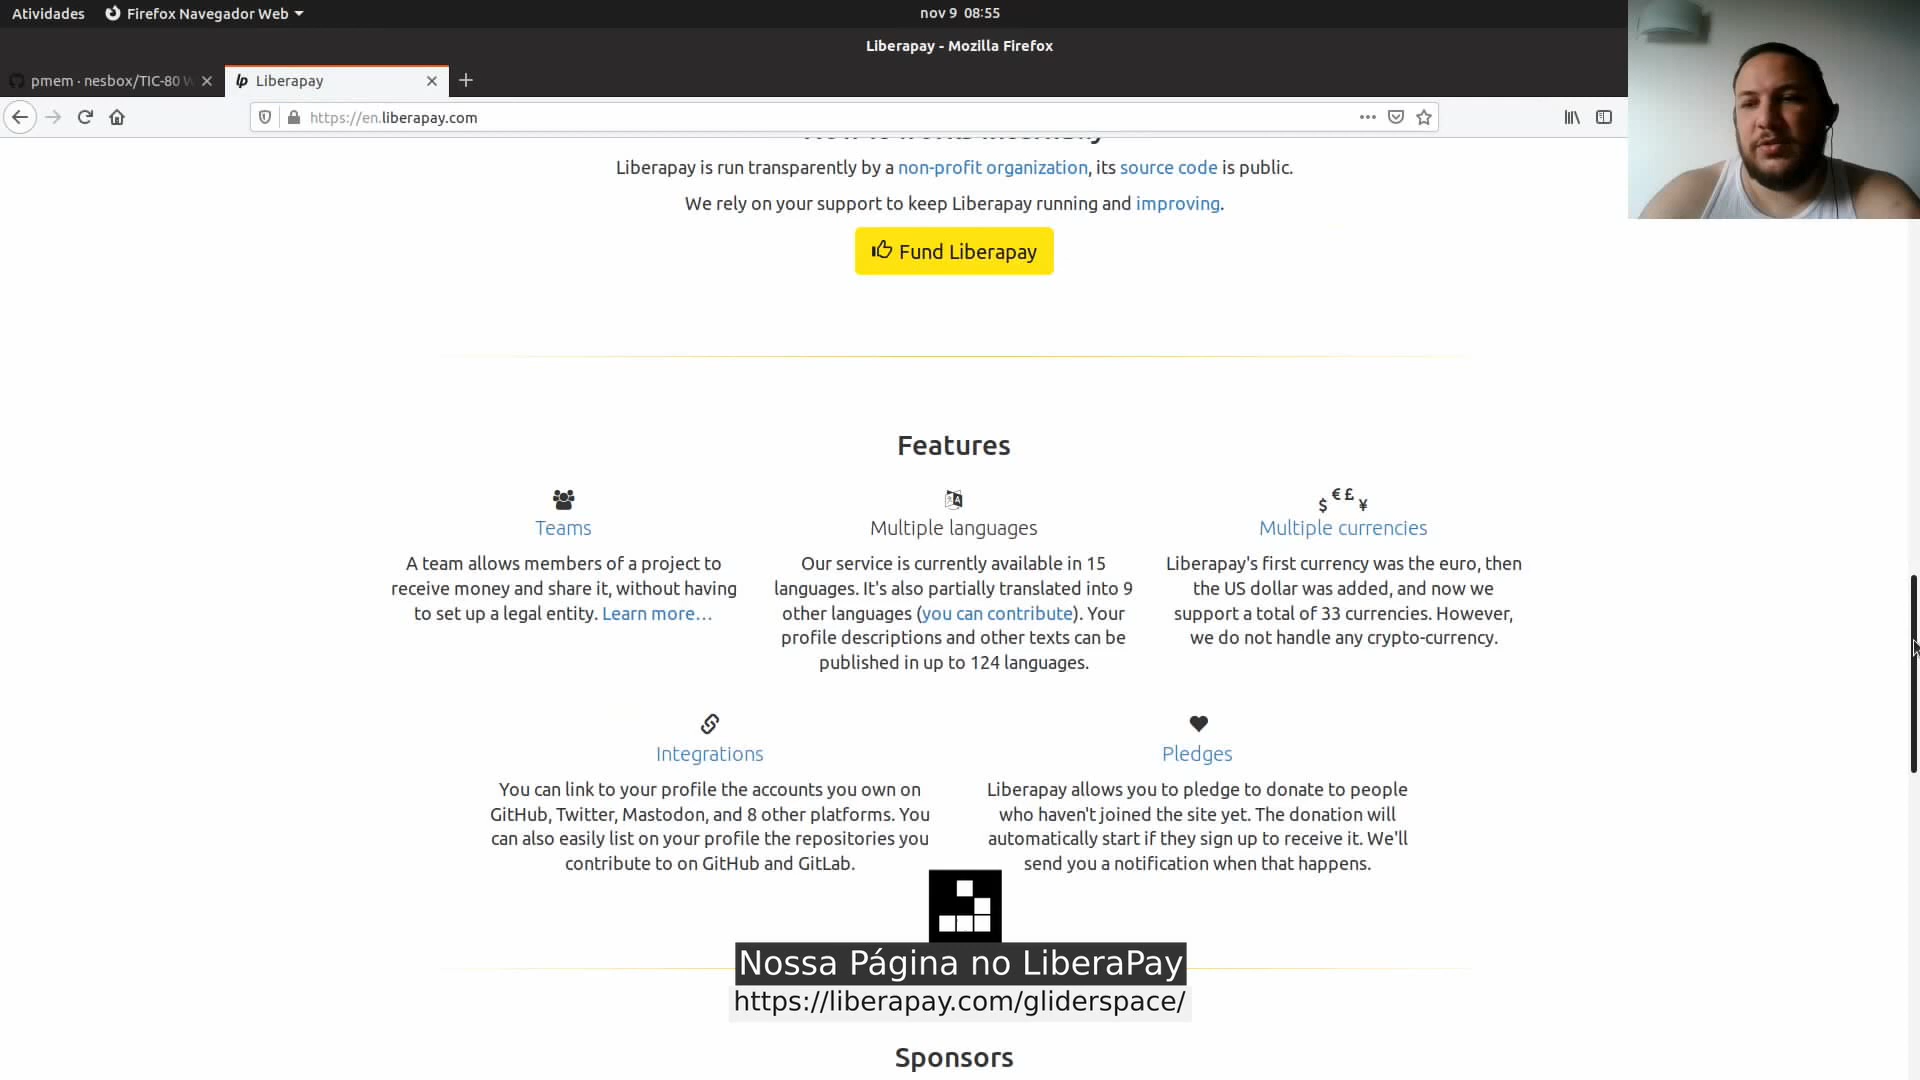 Atividades
Firefox Navegador Web
nov 9 08:55
Liberapay - Mozilla Firefox
pmem · nesbox/TIC-80 W
Liberapay
https://en.liberapay.com
Liberapay is run transparently by a non-profit organization, its source code is public.
We rely on your support to keep Liberapay running and improving.
Fund Liberapay
Features
$ € £ ¥
Teams
Multiple languages
Multiple currencies
A team allows members of a project to
receive money and share it, without having
to set up a legal entity. Learn more…
Our service is currently available in 15
languages. It's also partially translated into 9
other languages (you can contribute). Your
profile descriptions and other texts can be
published in up to 124 languages.
Liberapay's first currency was the euro, then
the US dollar was added, and now we
support a total of 33 currencies. However,
we do not handle any crypto-currency.
Integrations
Pledges
You can link to your profile the accounts you own on
GitHub, Twitter, Mastodon, and 8 other platforms. You
can also easily list on your profile the repositories you
contribute to on GitHub and GitLab.
Liberapay allows you to pledge to donate to people
who haven't joined the site yet. The donation will
automatically start if they sign up to receive it. We'll
send you a notification when that happens.
Nossa Página no LiberaPay
https://liberapay.com/gliderspace/
Sponsors